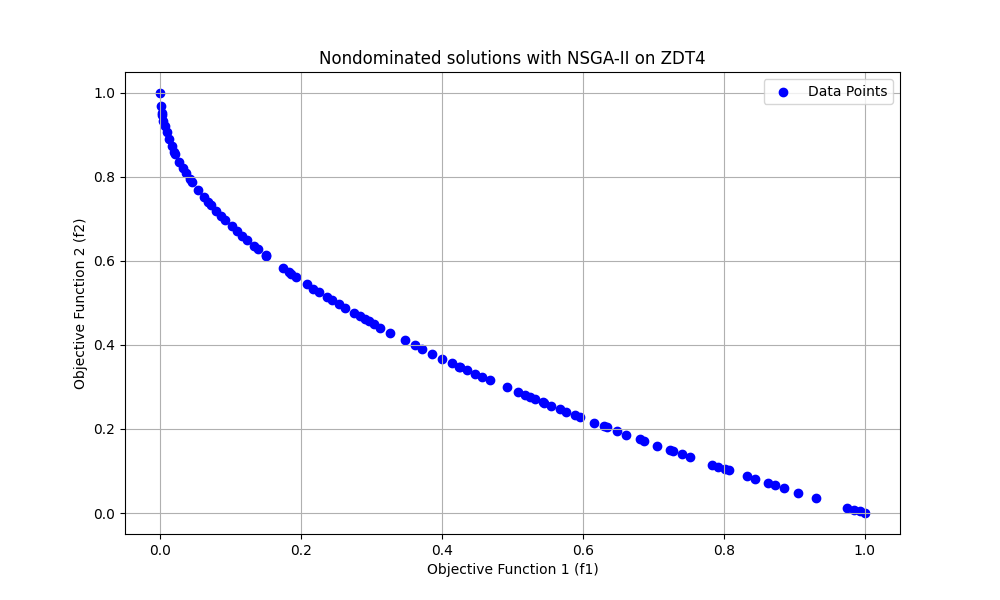 Nondominated solutions with NSGA-II on ZDT4
Data Points
1.0
0.8
0.6
0.4
0.2
0.0
Objective Function 2 (f2)
0.0 0.2 0.4 0.6 0.8 1.0
Objective Function 1 (f1)